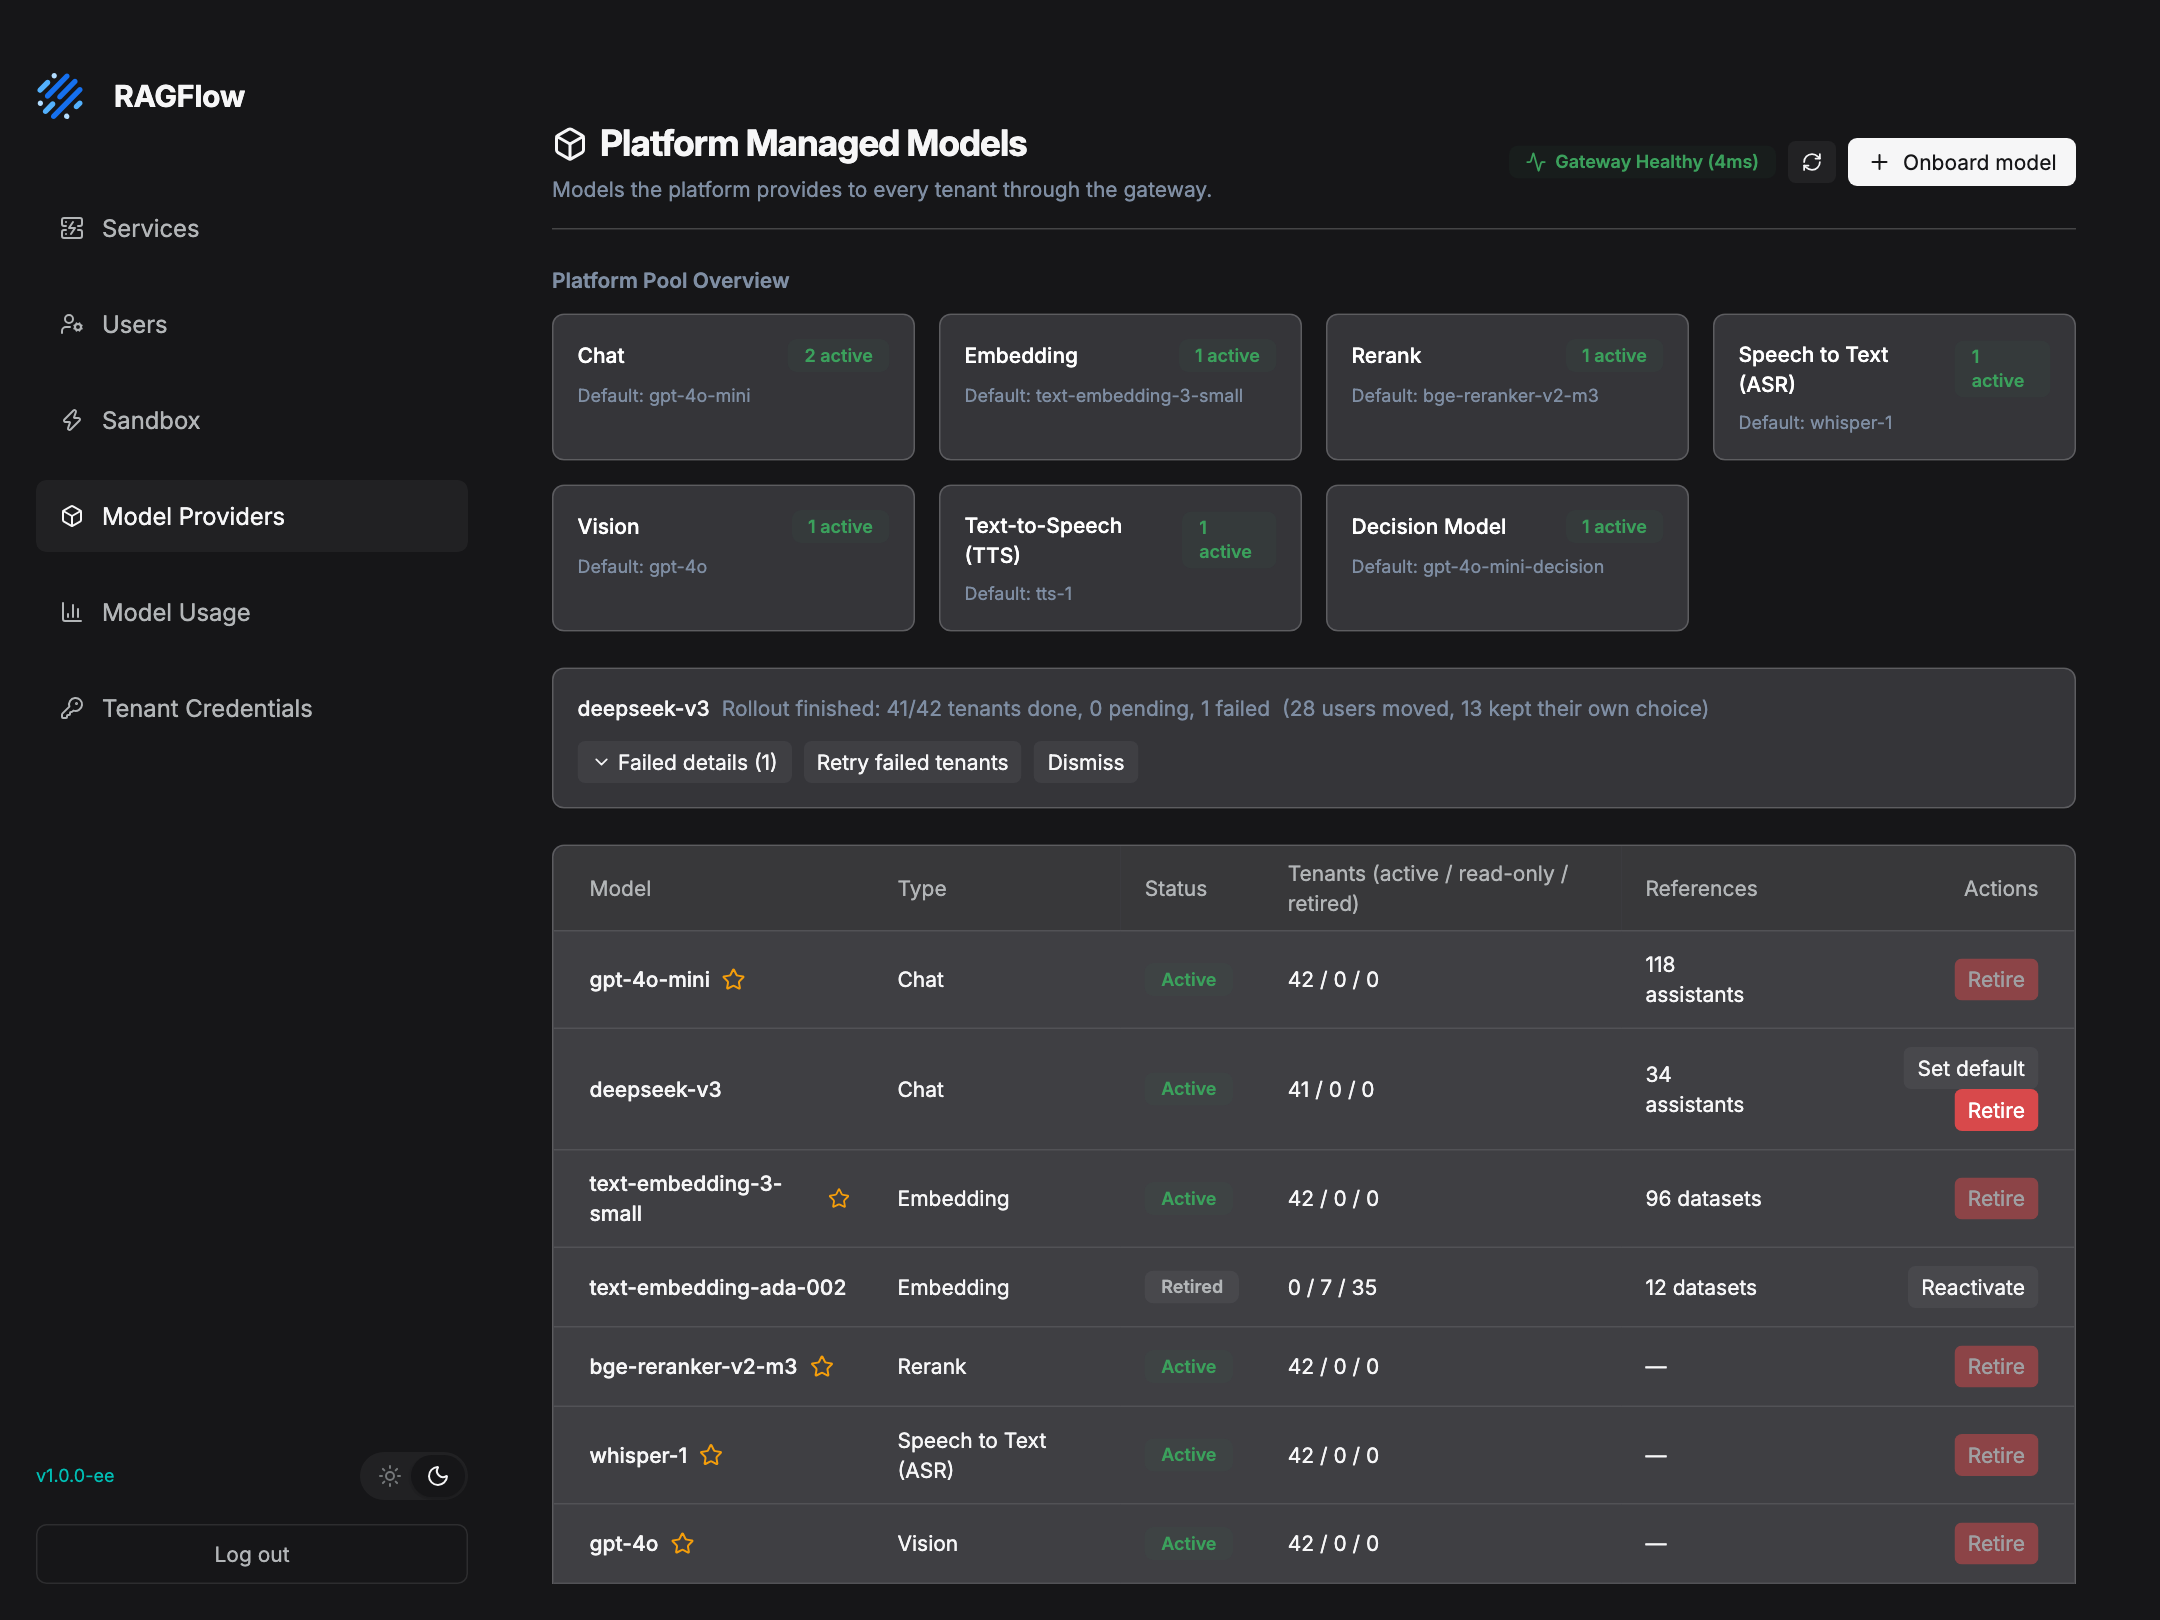 RAGFlow
Services
Users
Sandbox
Model Providers
Model Usage
Tenant Credentials
v1.0.0-ee
Log out
Platform Managed Models
Models the platform provides to every tenant through the gateway.
Gateway Healthy (4ms)
Onboard model
Platform Pool Overview
Chat
2 active
Default: gpt-4o-mini
Embedding
1 active
Default: text-embedding-3-small
Rerank
1 active
Default: bge-reranker-v2-m3
Speech to Text
(ASR)
1
active
Default: whisper-1
Vision
1 active
Default: gpt-4o
Text-to-Speech
(TTS)
1
active
Default: tts-1
Decision Model
1 active
Default: gpt-4o-mini-decision
deepseek-v3 Rollout finished: 41/42 tenants done, 0 pending, 1 failed (28 users moved, 13 kept their own choice)
Failed details (1) Retry failed tenants Dismiss
Model Type Status Tenants (active / read-only /
retired) References Actions
gpt-4o-mini Chat Active 42 / 0 / 0 118
assistants Retire
deepseek-v3 Chat Active 41 / 0 / 0 34
assistants Set default
Retire
text-embedding-3-
small Embedding Active 42 / 0 / 0 96 datasets Retire
text-embedding-ada-002 Embedding Retired 0 / 7 / 35 12 datasets Reactivate
bge-reranker-v2-m3 Rerank Active 42 / 0 / 0 — Retire
whisper-1 Speech to Text
(ASR) Active 42 / 0 / 0 — Retire
gpt-4o Vision Active 42 / 0 / 0 — Retire